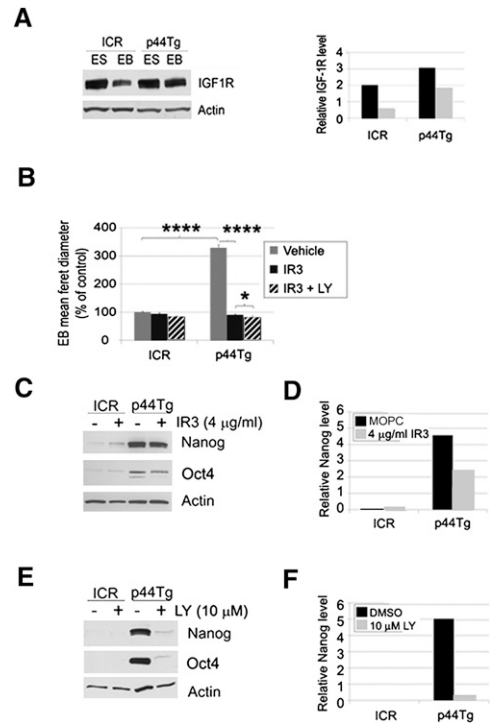 A
ICR p44Tg
ES EB ES EB
IGF1R
Actin
Relative IGF-1R level
4
3
2
1
0
ICR p44Tg
B
EB mean feret diameter
(% of control)
400
300
200
100
0
**** ****
*
Vehicle
IR3
IR3 + LY
ICR p44Tg
C
ICR p44Tg
- + - + IR3 (4 μg/ml)
Nanog
Oct4
Actin
D
Relative Nanog level
6
5
4
3
2
1
0
MOPC
4 μg/ml IR3
ICR p44Tg
E
ICR p44Tg
- + - + LY (10 μM)
Nanog
Oct4
Actin
F
Relative Nanog level
6
5
4
3
2
1
0
DMSO
10 μM LY
ICR p44Tg